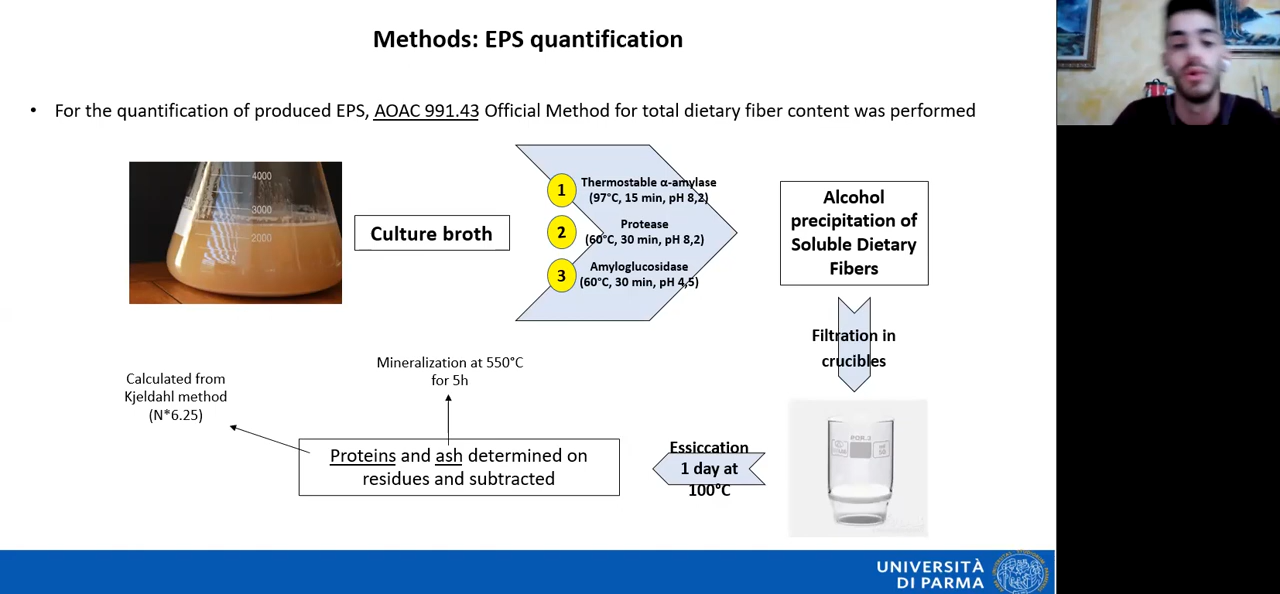 Methods: EPS quantification
• For the quantification of produced EPS, AOAC 991.43 Official Method for total dietary fiber content was performed
4000
3000
2000
Culture broth
1 Thermostable α-amylase
(97°C, 15 min, pH 8,2)
2 Protease
(60°C, 30 min, pH 8,2)
3 Amyloglucosidase
(60°C, 30 min, pH 4,5)
Alcohol
precipitation of
Soluble Dietary
Fibers
Filtration in
crucibles
POR.3
Essiccation
1 day at
100°C
Proteins and ash determined on
residues and subtracted
Mineralization at 550°C
for 5h
Calculated from
Kjeldahl method
(N*6.25)
UNIVERSITÀ
DI PARMA